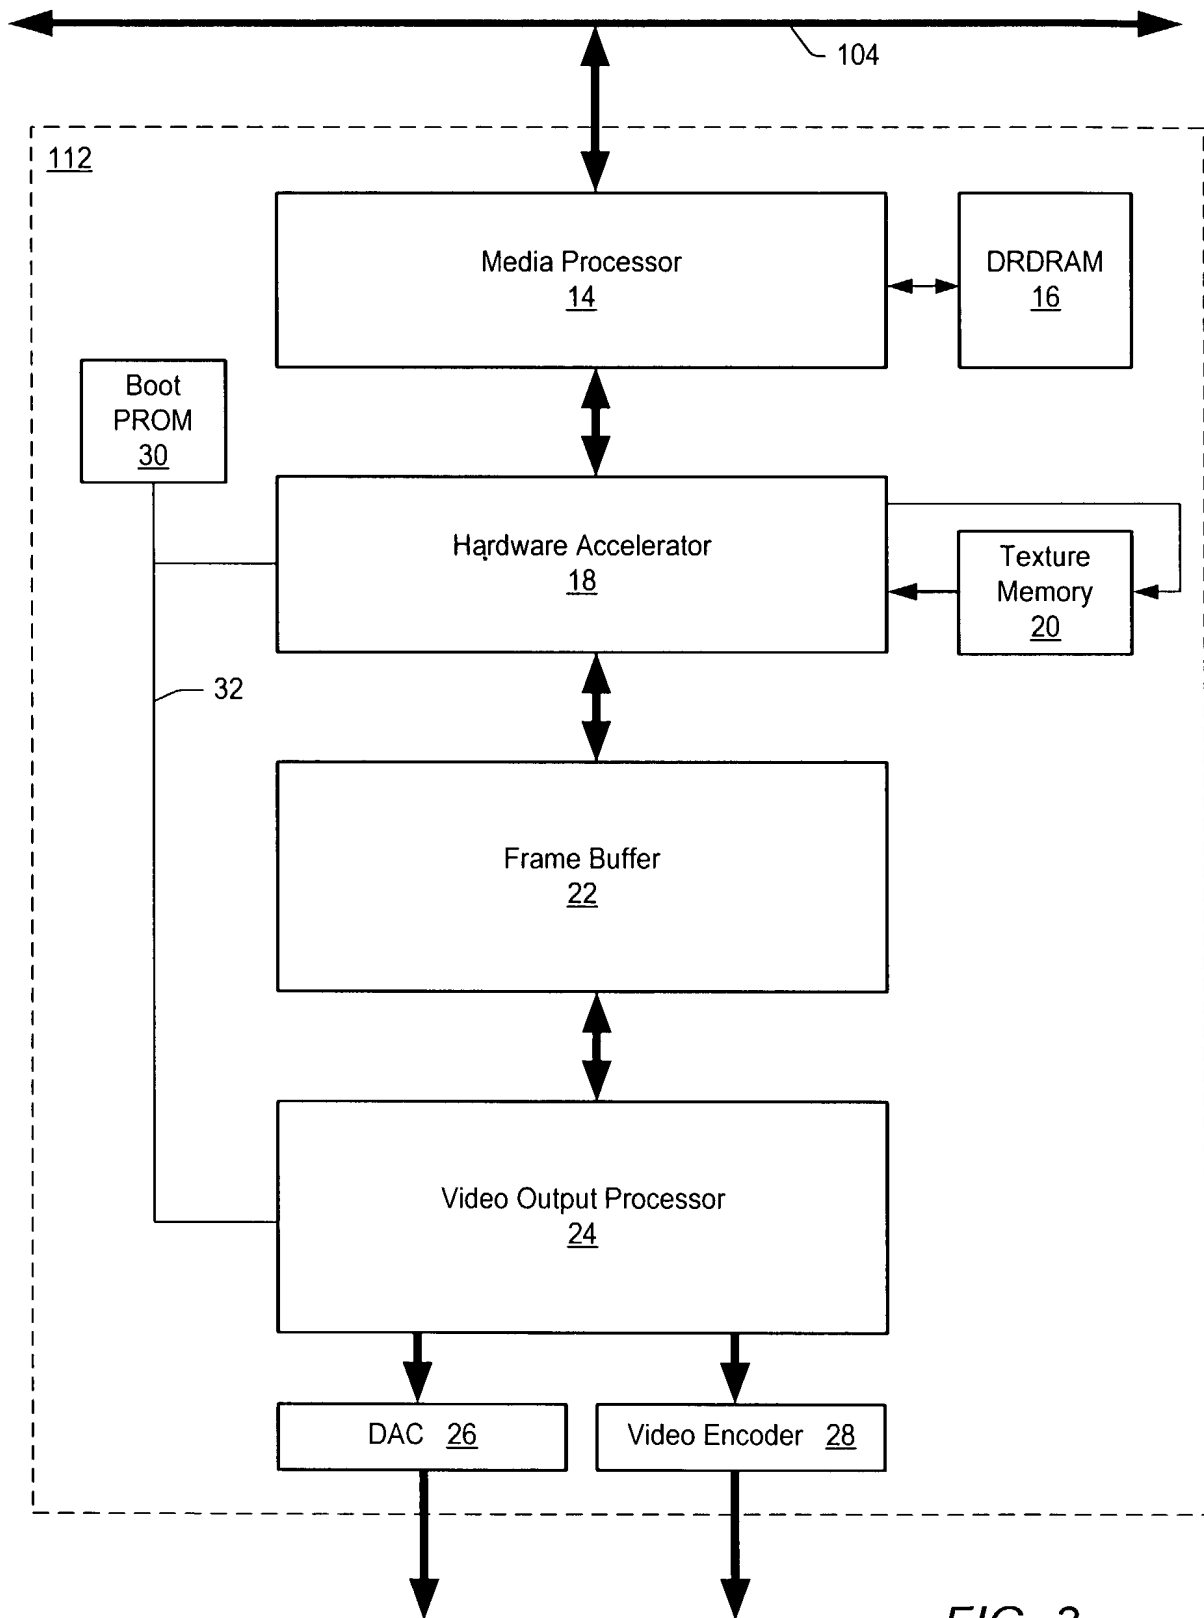 104
112
Media Processor
14
DRDRAM
16
Boot
PROM
30
Hardware Accelerator
18
Texture
Memory
20
32
Frame Buffer
22
Video Output Processor
24
DAC 26
Video Encoder 28
FIG.